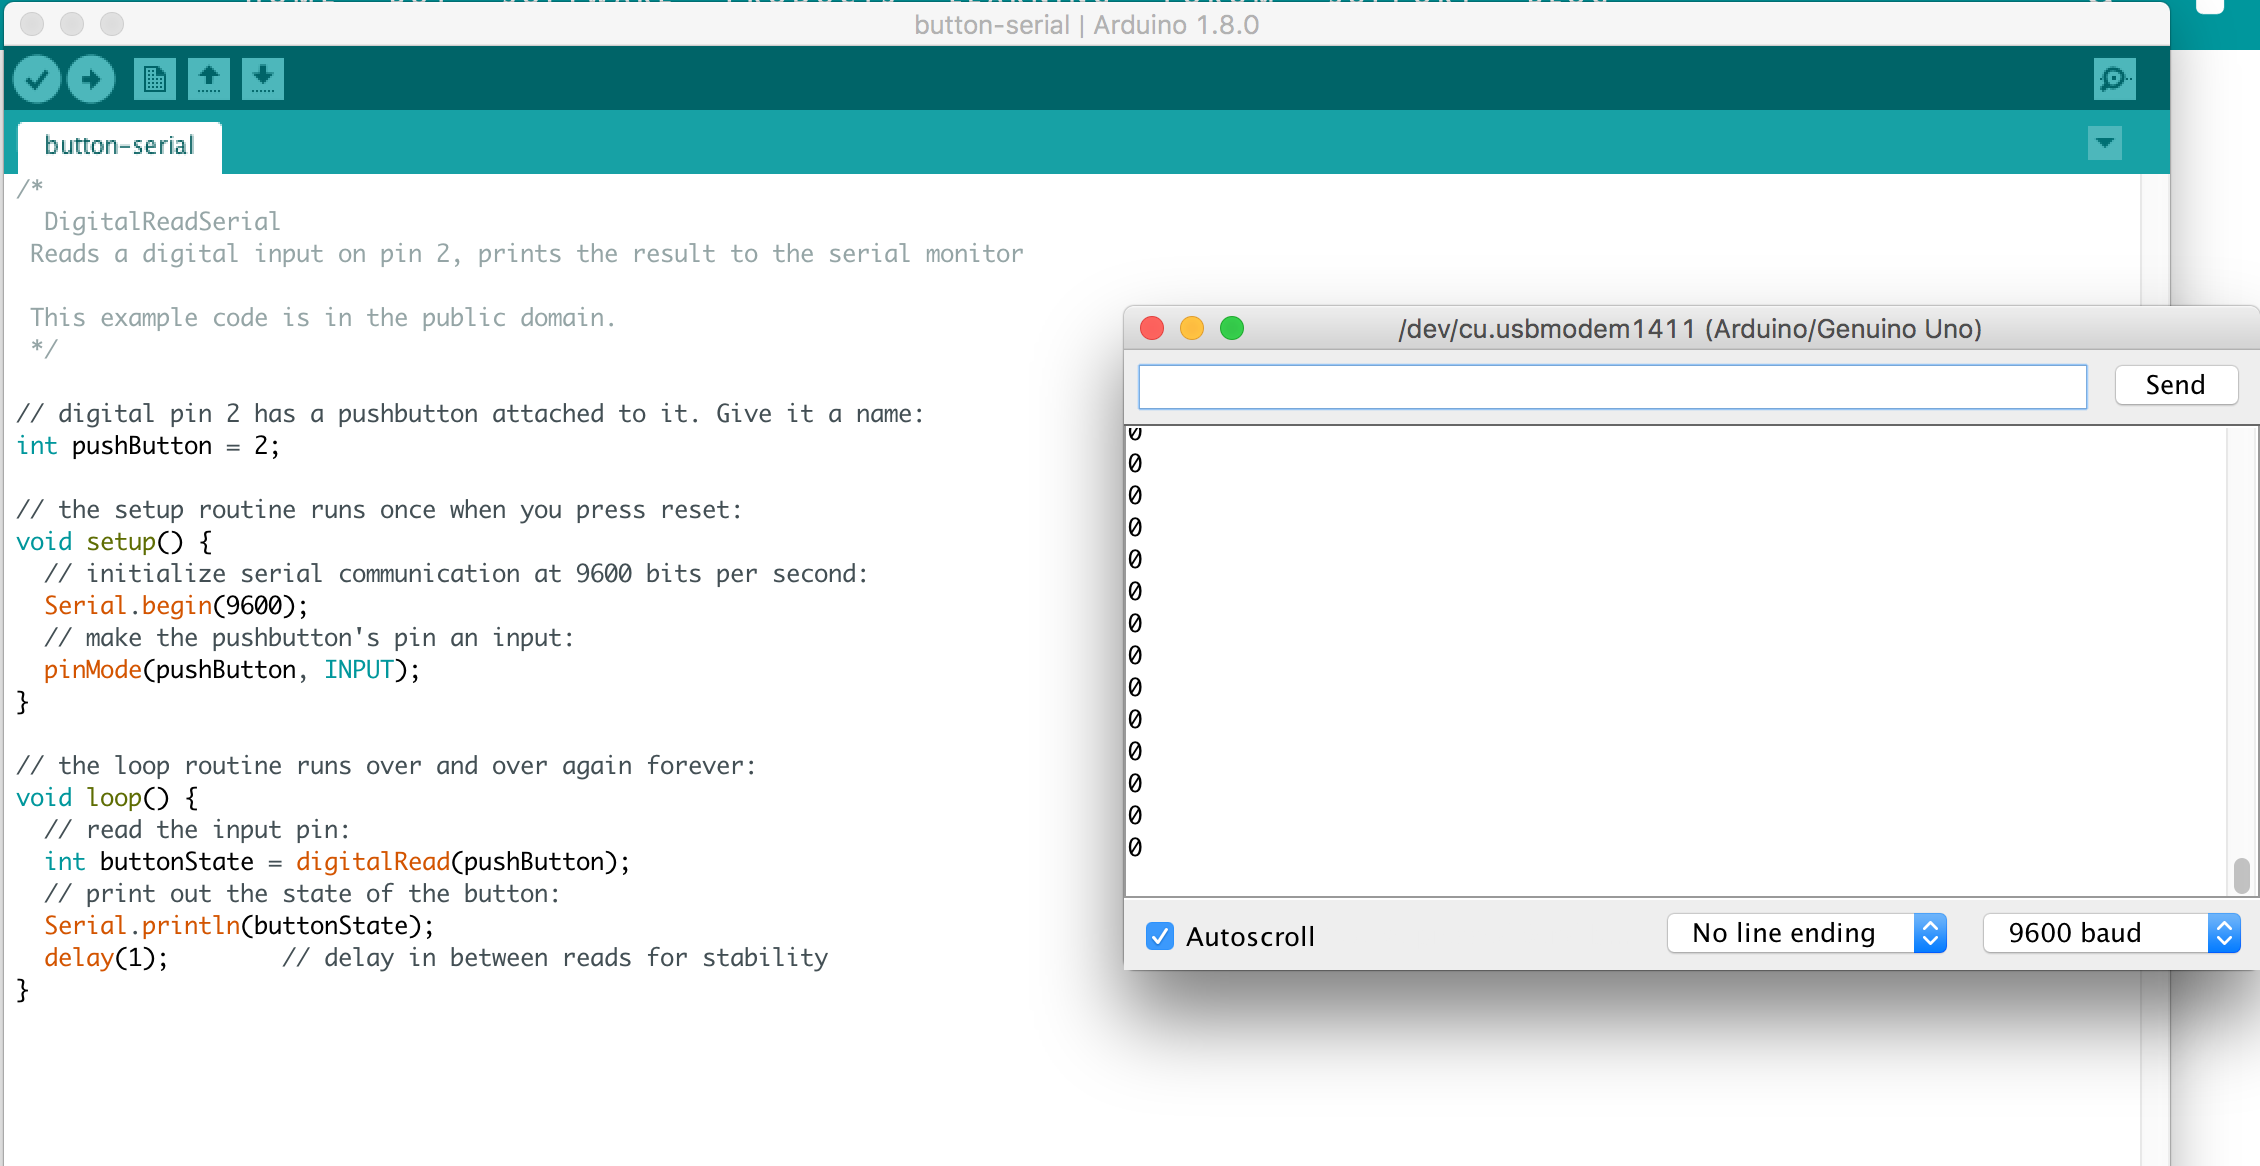 button-serial | Arduino 1.8.0
button-serial
/*
DigitalReadSerial
Reads a digital input on pin 2, prints the result to the serial monitor
This example code is in the public domain.
*/
// digital pin 2 has a pushbutton attached to it. Give it a name:
int pushButton = 2;
// the setup routine runs once when you press reset:
void setup() {
// initialize serial communication at 9600 bits per second:
Serial.begin(9600);
// make the pushbutton's pin an input:
pinMode(pushButton, INPUT);
}
// the loop routine runs over and over again forever:
void loop() {
// read the input pin:
int buttonState = digitalRead(pushButton);
// print out the state of the button:
Serial.println(buttonState);
delay(1);        // delay in between reads for stability
}
/dev/cu.usbmodem1411 (Arduino/Genuino Uno)
Send
0
0
0
0
0
0
0
0
0
0
0
0
0
0
Autoscroll
No line ending
9600 baud